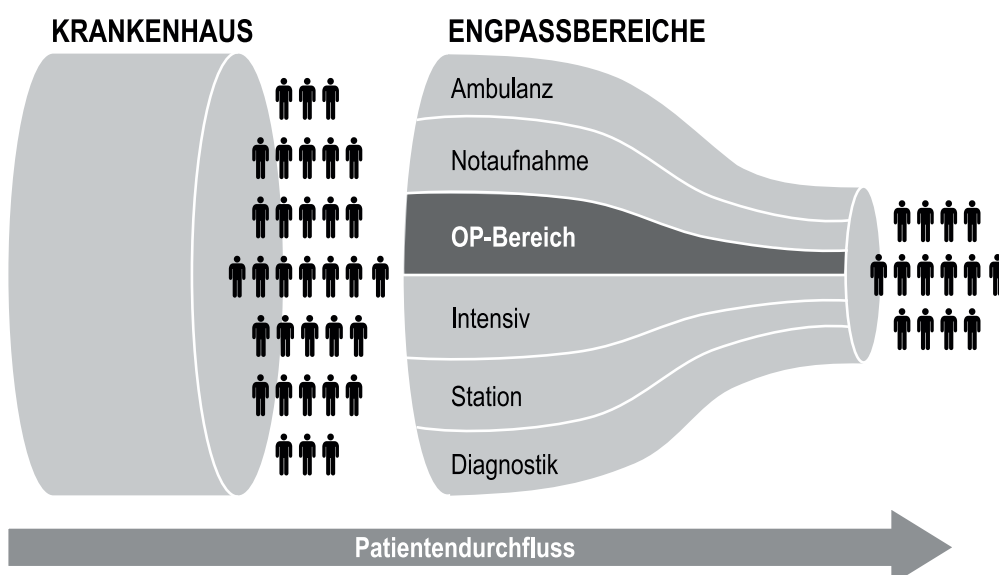 KRANKENHAUS
ENGPASSBEREICHE
Ambulanz
Notaufnahme
OP-Bereich
Intensiv
Station
Diagnostik
Patientendurchfluss